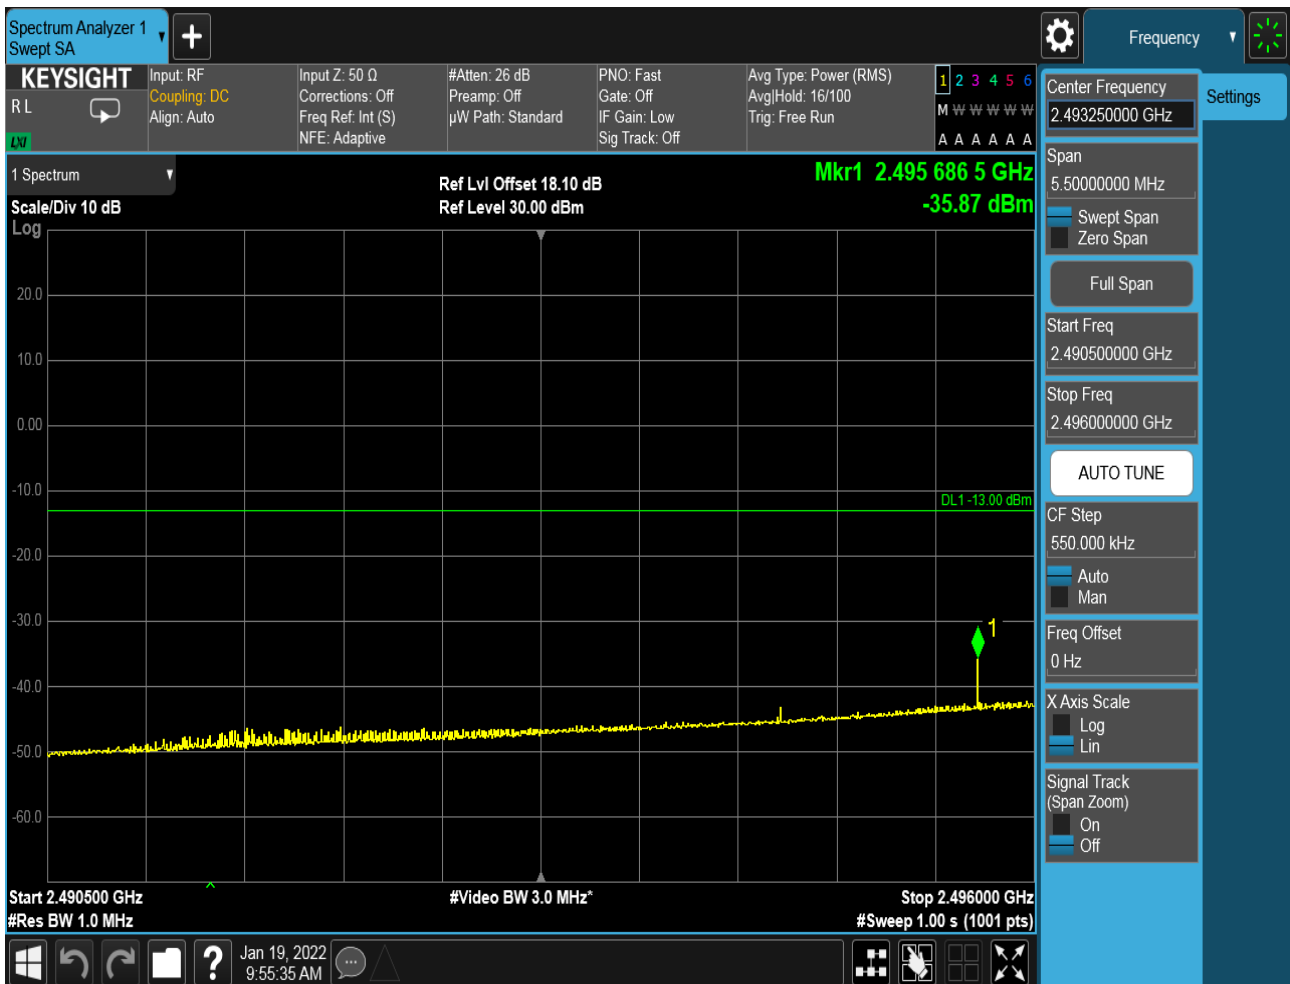 Spectrum Analyzer 1
Swept SA
Frequency
KEYSIGHT
R L
LXI
Input: RF
Coupling: DC
Align: Auto
Input Z: 50 Ω
Corrections: Off
Freq Ref: Int (S)
NFE: Adaptive
#Atten: 26 dB
Preamp: Off
µW Path: Standard
PNO: Fast
Gate: Off
IF Gain: Low
Sig Track: Off
Avg Type: Power (RMS)
Avg|Hold: 16/100
Trig: Free Run
1 2 3 4 5 6
M W W W W W
A A A A A A
1 Spectrum
Scale/Div 10 dB
Log
Ref Lvl Offset 18.10 dB
Ref Level 30.00 dBm
Mkr1 2.495 686 5 GHz
-35.87 dBm
20.0
10.0
0.00
-10.0
DL1 -13.00 dBm
-20.0
-30.0
1
-40.0
-50.0
-60.0
Start 2.490500 GHz
#Res BW 1.0 MHz
#Video BW 3.0 MHz*
Stop 2.496000 GHz
#Sweep 1.00 s (1001 pts)
?
Jan 19, 2022
9:55:35 AM
Center Frequency
2.493250000 GHz
Settings
Span
5.50000000 MHz
Swept Span
Zero Span
Full Span
Start Freq
2.490500000 GHz
Stop Freq
2.496000000 GHz
AUTO TUNE
CF Step
550.000 kHz
Auto
Man
Freq Offset
0 Hz
X Axis Scale
Log
Lin
Signal Track
(Span Zoom)
On
Off